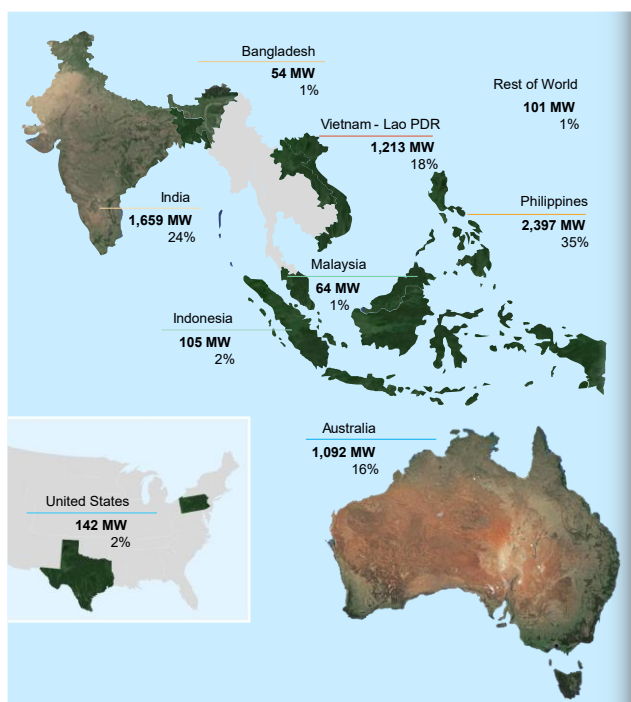 Bangladesh
54 MW
1%
Rest of World
101 MW
1%
Vietnam - Lao PDR
1,213 MW
18%
India
1,659 MW
24%
Philippines
2,397 MW
35%
Malaysia
64 MW
1%
Indonesia
105 MW
2%
Australia
1,092 MW
16%
United States
142 MW
2%